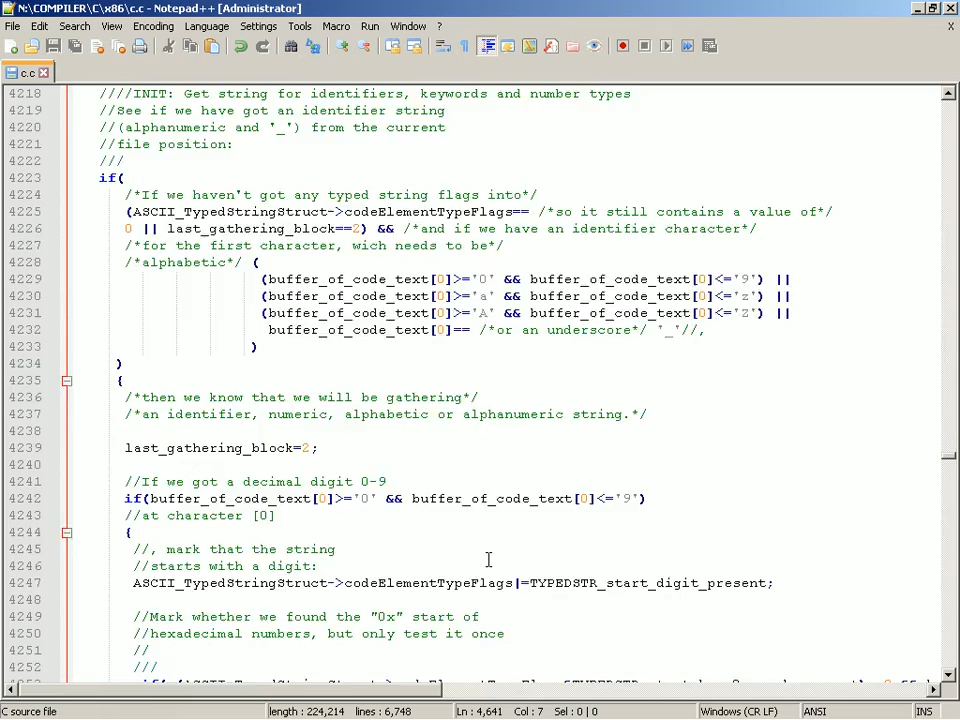 N:\COMPILER\C\x86\c.c - Notepad++ [Administrator]
File Edit Search View Encoding Language Settings Tools Macro Run Window ? X
c.c
4218 ////INIT: Get string for identifiers, keywords and number types
4219 //See if we have got an identifier string
4220 //(alphanumeric and '_') from the current
4221 //file position:
4222 ///
4223 if(
4224 /*If we haven't got any typed string flags into*/
4225 (ASCII_TypedStringStruct->codeElementTypeFlags== /*so it still contains a value of*/
4226 0 || last_gathering_block==2) && /*and if we have an identifier character*/
4227 /*for the first character, wich needs to be*/
4228 /*alphabetic*/ (
4229 (buffer_of_code_text[0]>='0' && buffer_of_code_text[0]<='9') ||
4230 (buffer_of_code_text[0]>='a' && buffer_of_code_text[0]<='z') ||
4231 (buffer_of_code_text[0]>='A' && buffer_of_code_text[0]<='Z') ||
4232 buffer_of_code_text[0]== /*or an underscore*/ '_'//,
4233 )
4234 )
4235 {
4236 /*then we know that we will be gathering*/
4237 /*an identifier, numeric, alphabetic or alphanumeric string.*/
4238
4239 last_gathering_block=2;
4240
4241 //If we got a decimal digit 0-9
4242 if(buffer_of_code_text[0]>='0' && buffer_of_code_text[0]<='9')
4243 //at character [0]
4244 {
4245 //, mark that the string
4246 //starts with a digit:
4247 ASCII_TypedStringStruct->codeElementTypeFlags|=TYPEDSTR_start_digit_present;
4248
4249 //Mark whether we found the "0x" start of
4250 //hexadecimal numbers, but only test it once
4251 //
4252 ///
C source file length : 224,214 lines : 6,748 Ln : 4,641 Col : 7 Sel : 0 | 0 Windows (CR LF) ANSI INS